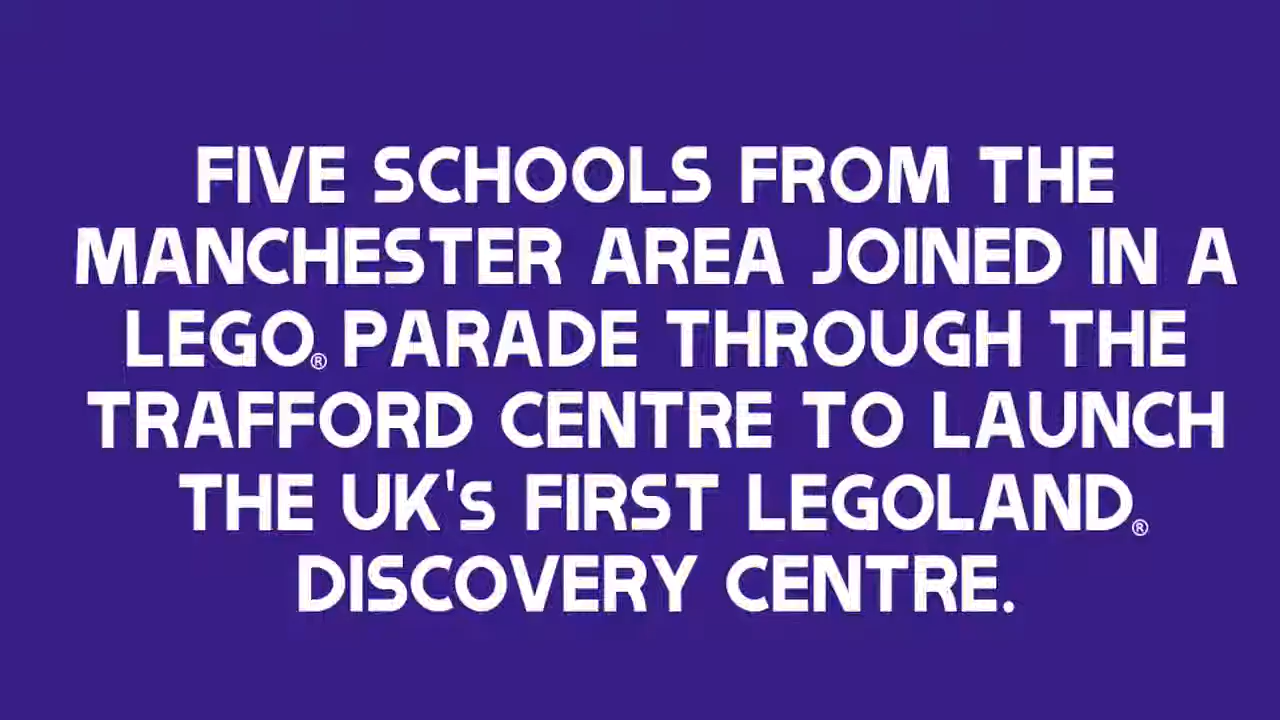 FIVE SCHOOLS FROM THE
MANCHESTER AREA JOINED IN A
LEGO® PARADE THROUGH THE
TRAFFORD CENTRE TO LAUNCH
THE UK's FIRST LEGOLAND®
DISCOVERY CENTRE.